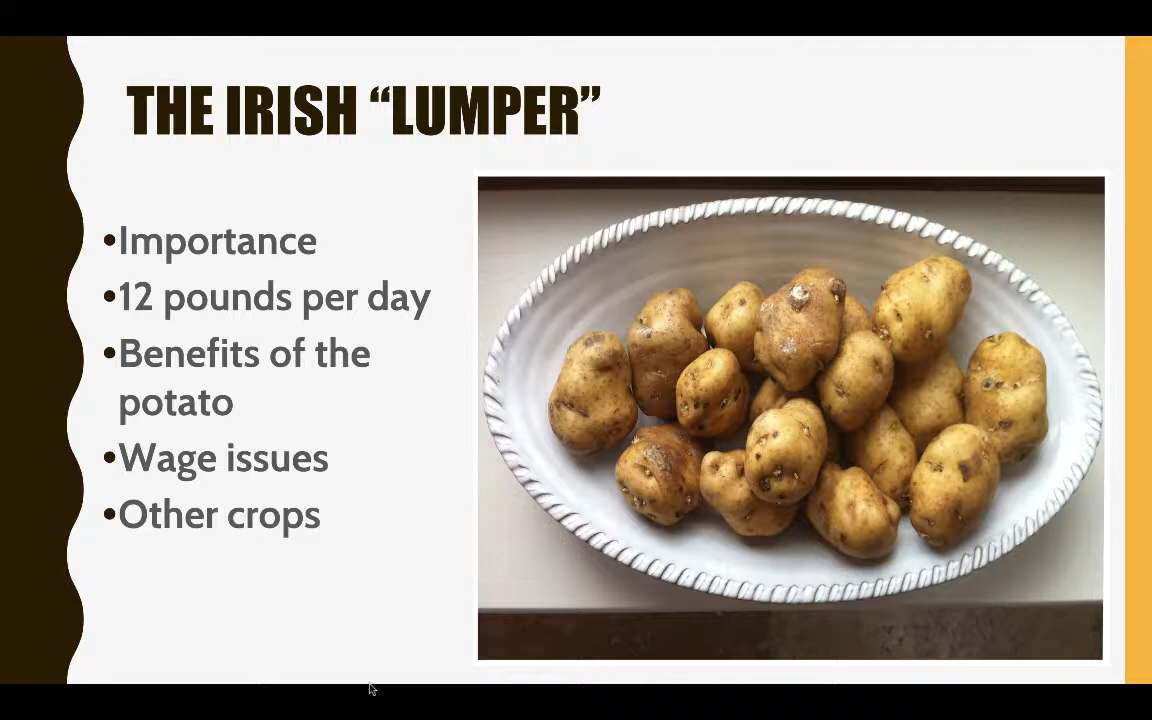 THE IRISH “LUMPER”
•Importance
•12 pounds per day
•Benefits of the
potato
•Wage issues
•Other crops